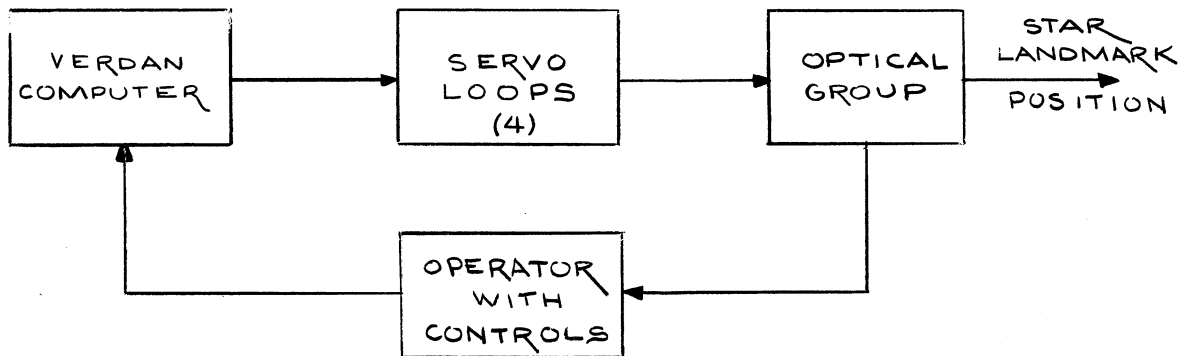 VERDAN
COMPUTER
SERVO
LOOPS
(4)
OPTICAL
GROUP
STAR
LANDMARK
POSITION
OPERATOR
WITH
CONTROLS